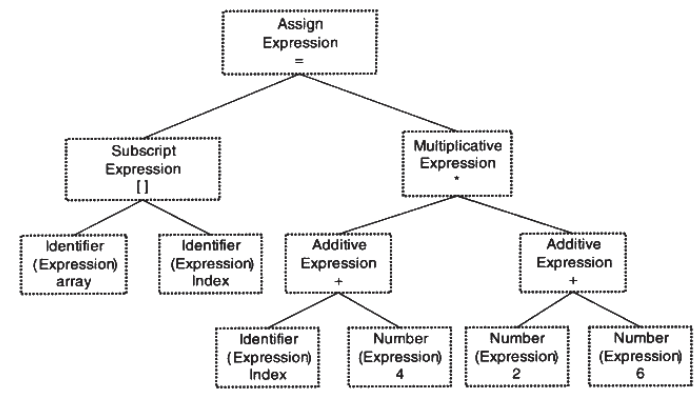 Assign
Expression
=
Subscript
Expression
[ ]
Multiplicative
Expression
*
Identifier
(Expression)
array
Identifier
(Expression)
Index
Additive
Expression
+
Additive
Expression
+
Identifier
(Expression)
Index
Number
(Expression)
4
Number
(Expression)
2
Number
(Expression)
6